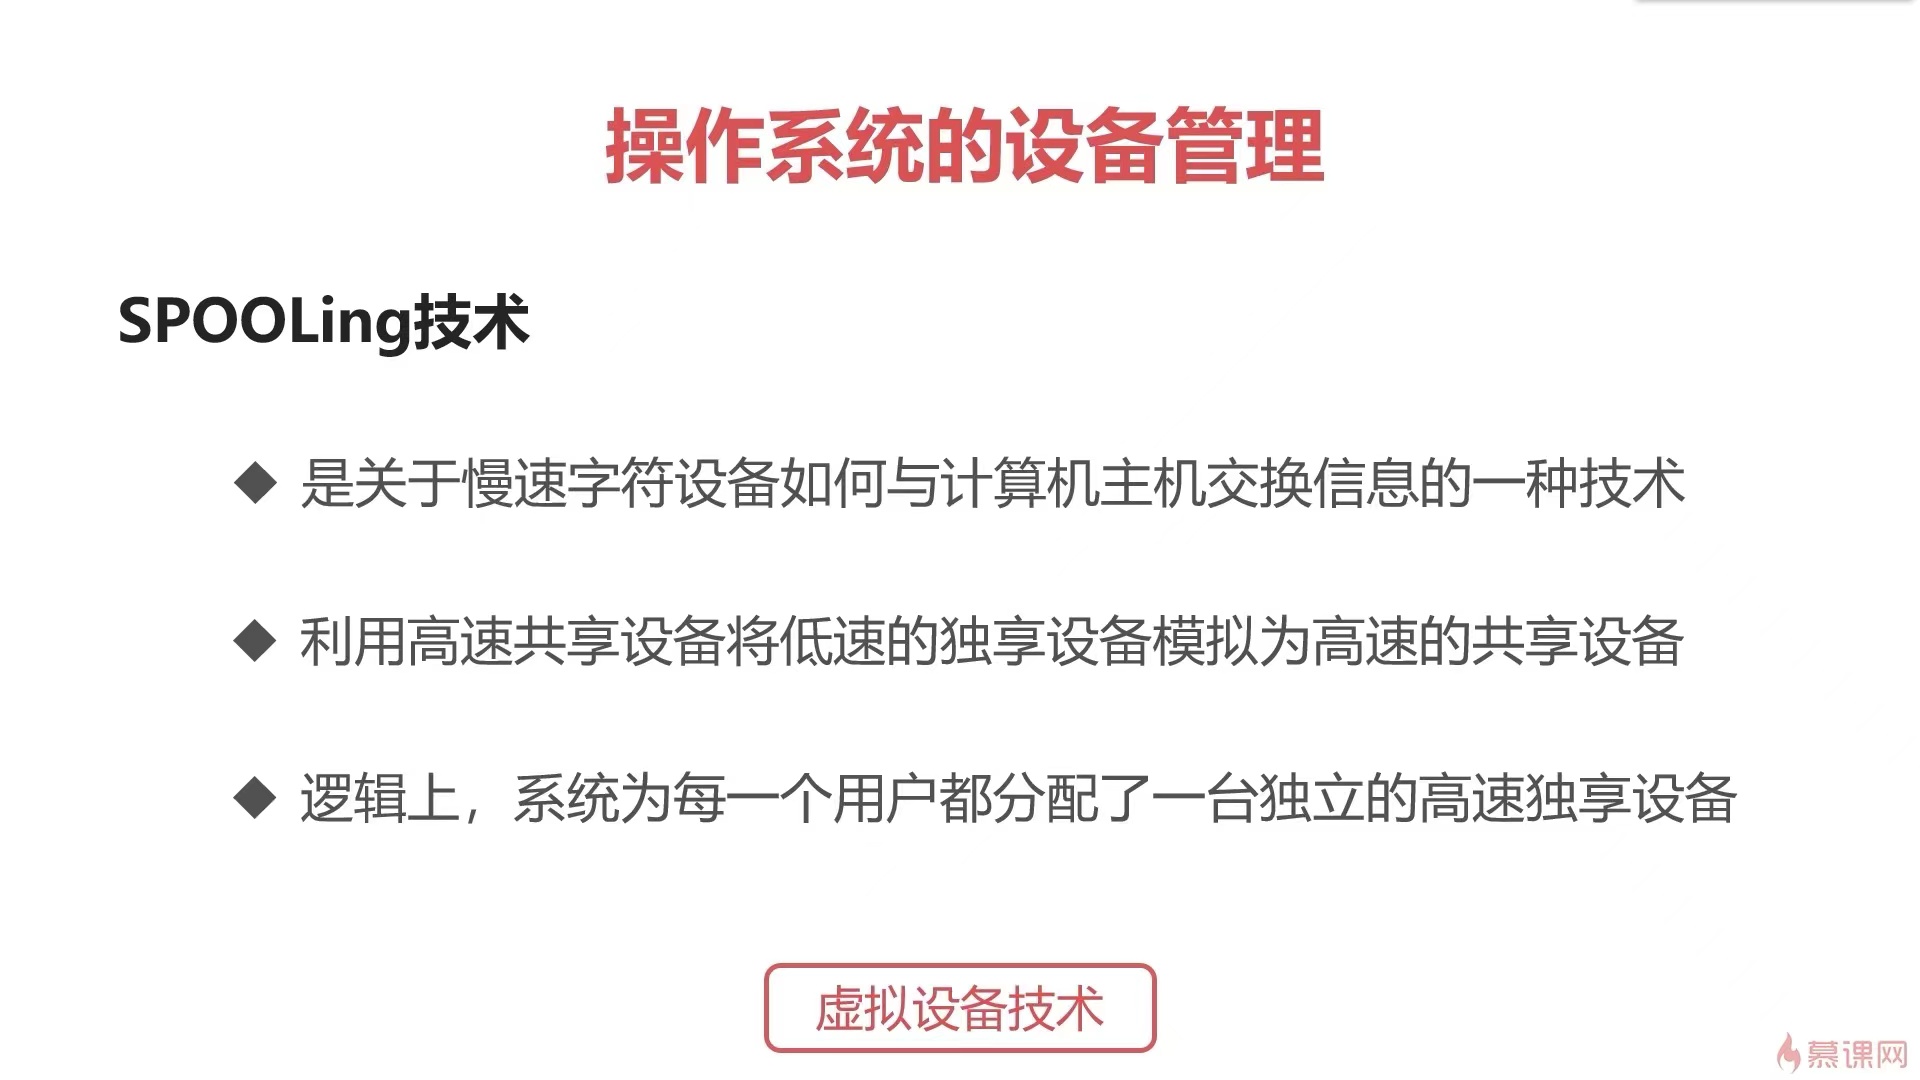 操作系统的设备管理
SPOOLing技术
◆ 是关于慢速字符设备如何与计算机主机交换信息的一种技术
◆ 利用高速共享设备将低速的独享设备模拟为高速的共享设备
◆ 逻辑上，系统为每一个用户都分配了一台独立的高速独享设备
虚拟设备技术
慕课网